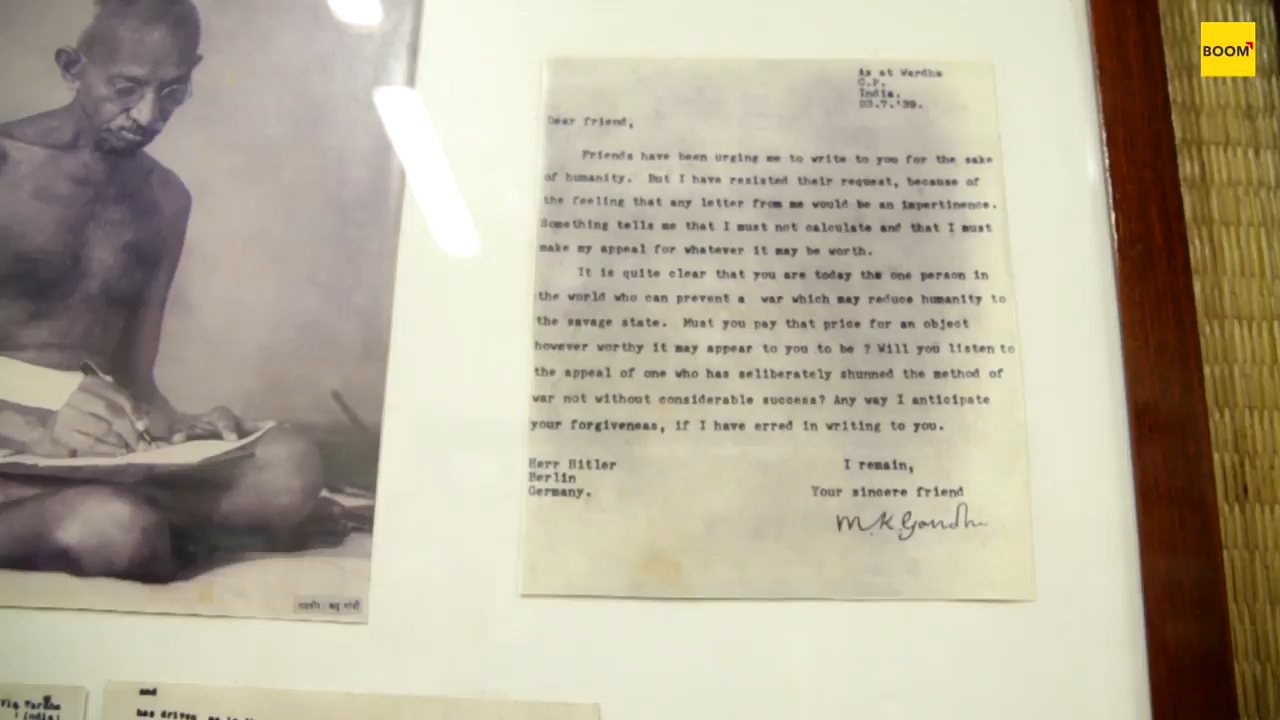 BOOM
As at Wardha
C.P.
India.
23.7.'39.
Dear friend,
Friends have been urging me to write to you for the sake
of humanity. But I have resisted their request, because of
the feeling that any letter from me would be an impertinence.
Something tells me that I must not calculate and that I must
make my appeal for whatever it may be worth.
It is quite clear that you are today the one person in
the world who can prevent a war which may reduce humanity to
the savage state. Must you pay that price for an object
however worthy it may appear to you to be ? Will you listen to
the appeal of one who has seliberately shunned the method of
war not without considerable success? Any way I anticipate
your forgiveness, if I have erred in writing to you.
Herr Hitler
Berlin
Germany.
I remain,
Your sincere friend
M.K.Gandhi
and
has driven
(India)